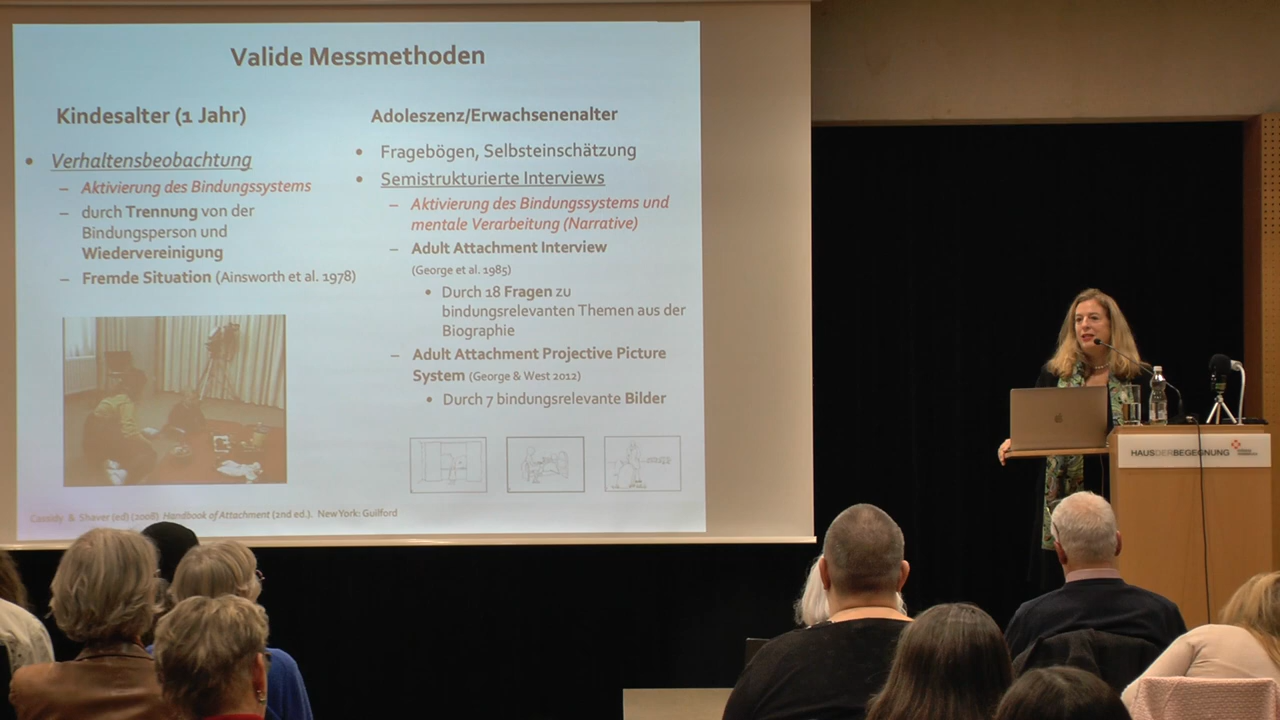 Valide Messmethoden
Kindesalter (1 Jahr)
• Verhaltensbeobachtung
– Aktivierung des Bindungssystems
– durch Trennung von der
Bindungsperson und
Wiedervereinigung
– Fremde Situation (Ainsworth et al. 1978)
Adoleszenz/Erwachsenenalter
• Fragebögen, Selbsteinschätzung
• Semistrukturierte Interviews
– Aktivierung des Bindungssystems und
mentale Verarbeitung (Narrative)
– Adult Attachment Interview
(George et al. 1985)
• Durch 18 Fragen zu
bindungsrelevanten Themen aus der
Biographie
– Adult Attachment Projective Picture
System (George & West 2012)
• Durch 7 bindungsrelevante Bilder
Cassidy & Shaver (ed) (2008) Handbook of Attachment (2nd ed.). New York: Guilford
HAUSDERBEGEGNUNG